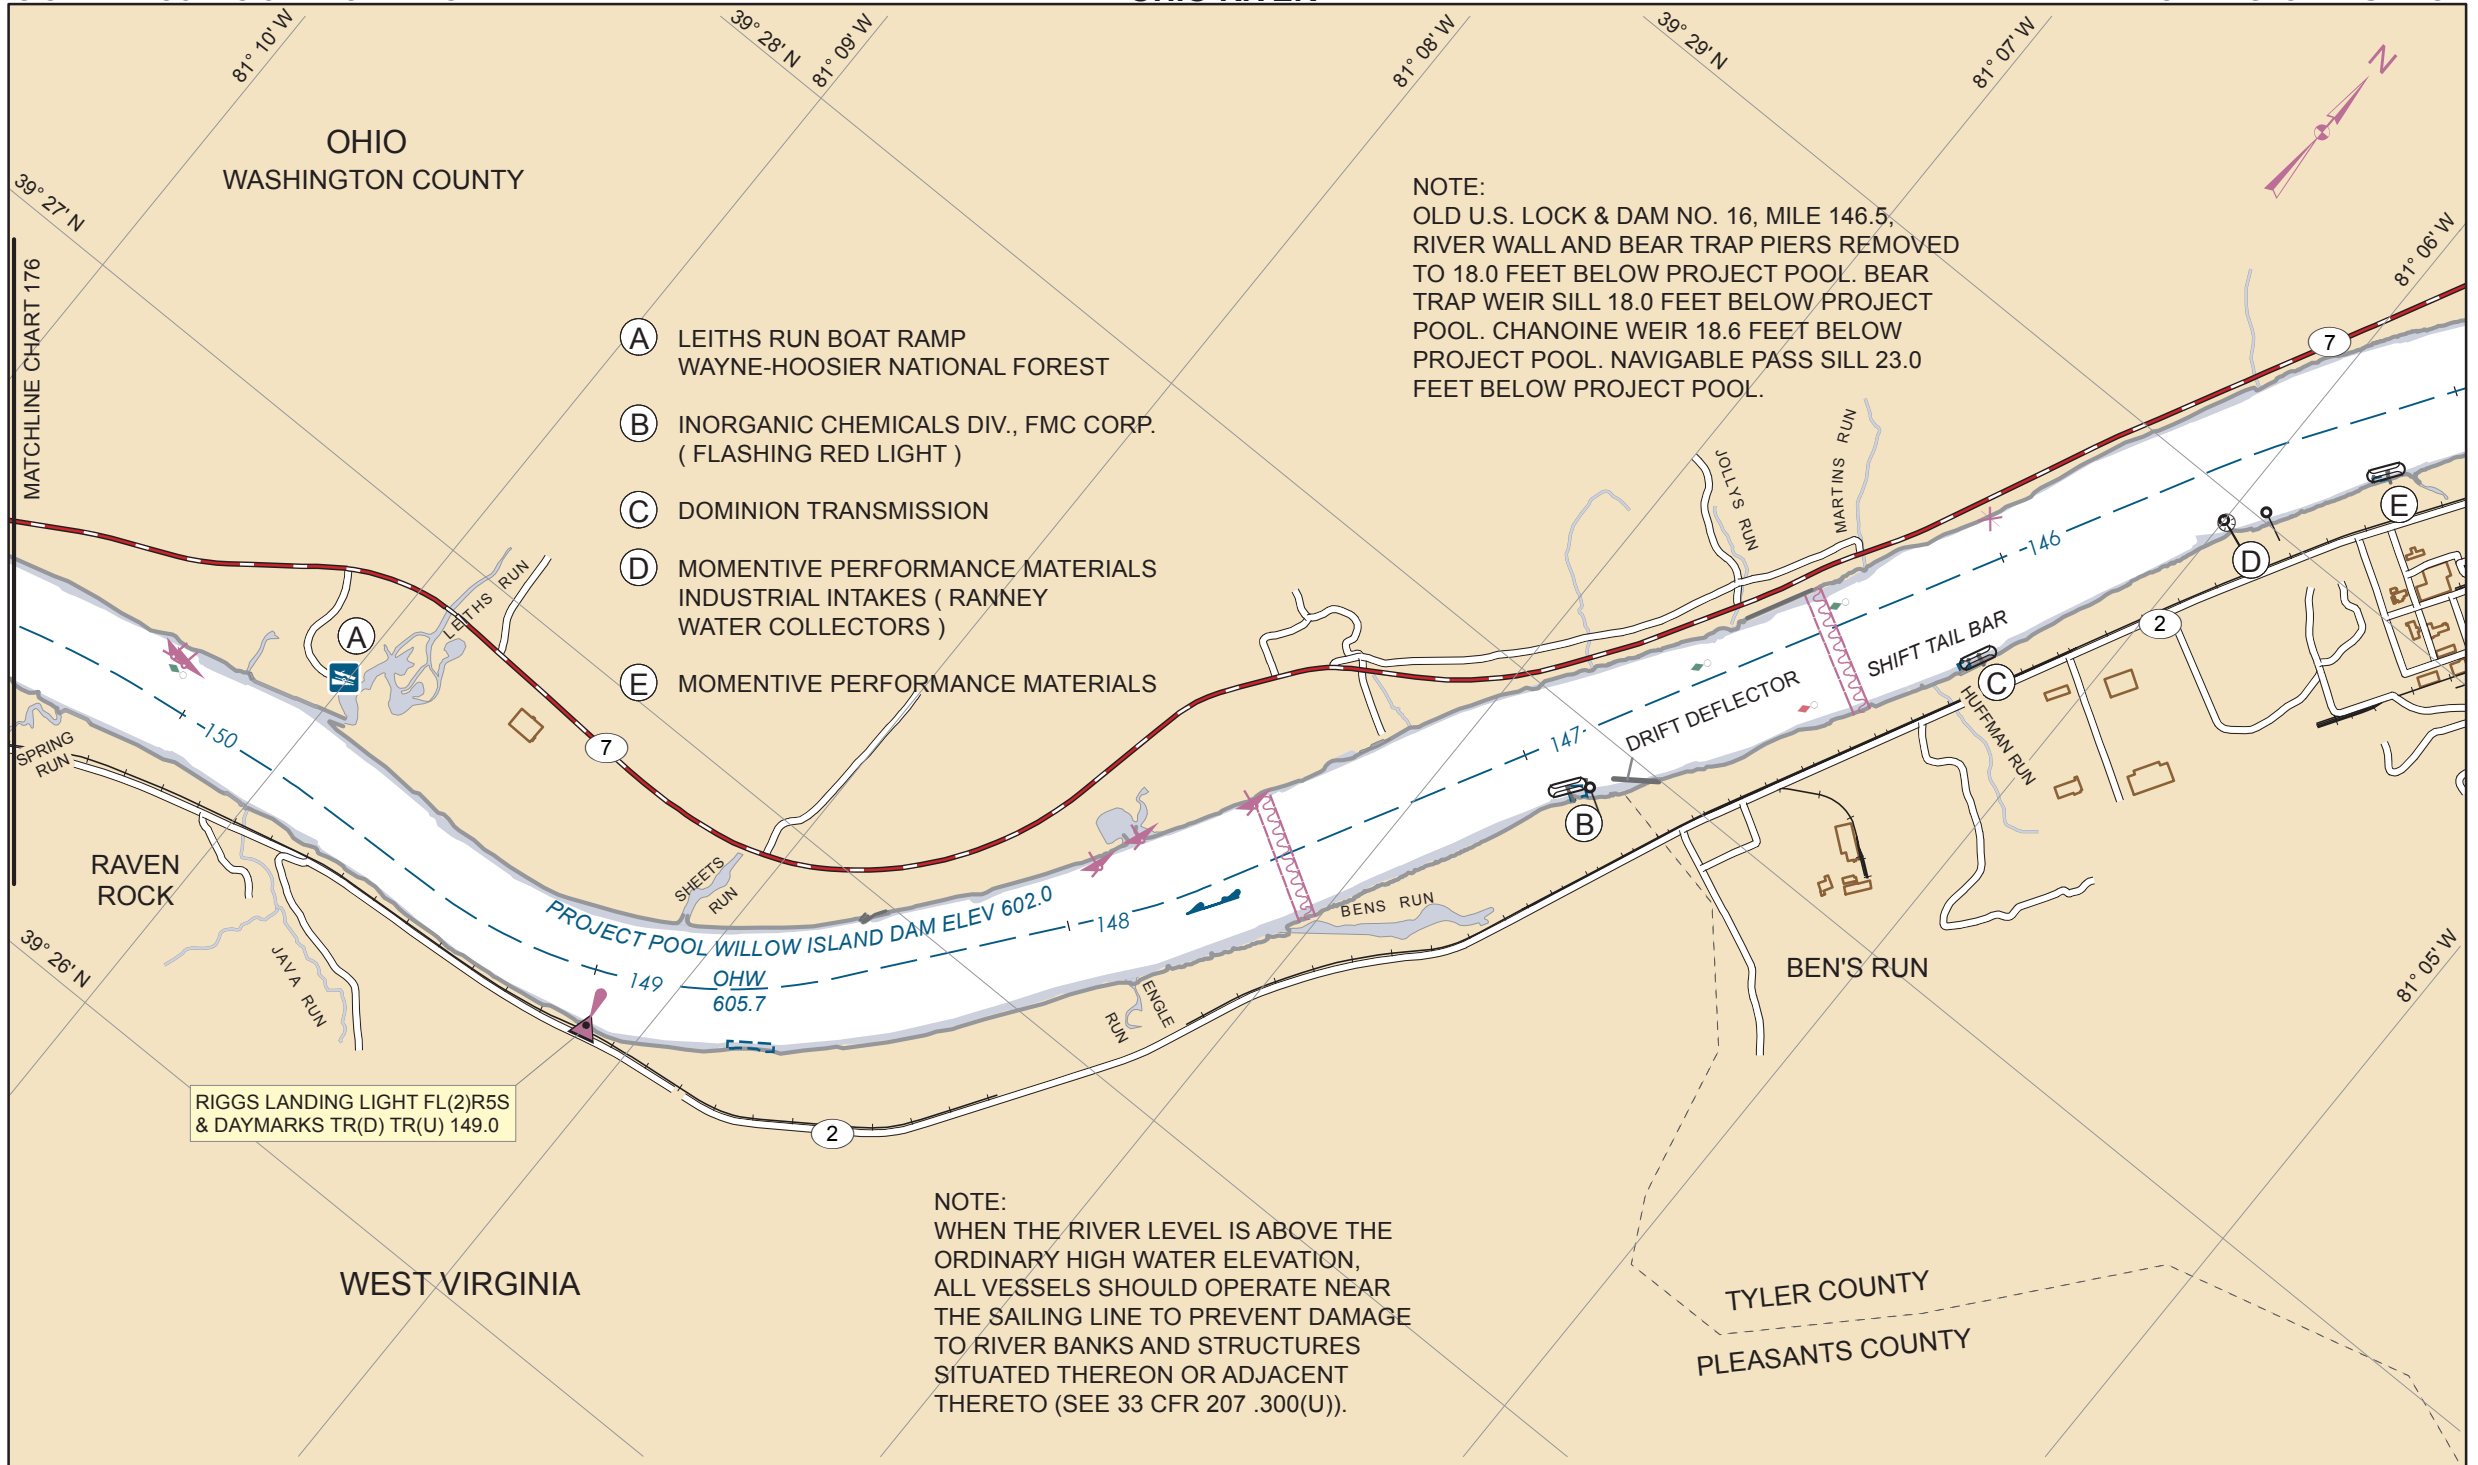 81° 10' W
39° 28' N
81° 09' W
81° 08' W
39° 29' N
81° 07' W
N
81° 06' W
39° 27' N
OHIO
WASHINGTON COUNTY
MATCHLINE CHART 176
NOTE:
OLD U.S. LOCK & DAM NO. 16, MILE 146.5,
RIVER WALL AND BEAR TRAP PIERS REMOVED
TO 18.0 FEET BELOW PROJECT POOL. BEAR
TRAP WEIR SILL 18.0 FEET BELOW PROJECT
POOL. CHANOINE WEIR 18.6 FEET BELOW
PROJECT POOL. NAVIGABLE PASS SILL 23.0
FEET BELOW PROJECT POOL.
A LEITHS RUN BOAT RAMP
WAYNE-HOOSIER NATIONAL FOREST
B INORGANIC CHEMICALS DIV., FMC CORP.
( FLASHING RED LIGHT )
C DOMINION TRANSMISSION
D MOMENTIVE PERFORMANCE MATERIALS
INDUSTRIAL INTAKES ( RANNEY
WATER COLLECTORS )
E MOMENTIVE PERFORMANCE MATERIALS
7
JOLLYS RUN
MARTINS RUN
146
E
D
2
C
SHIFT TAIL BAR
DRIFT DEFLECTOR
HUFFMAN RUN
147
B
A
LEITHS RUN
150
SPRING
RUN
7
RAVEN
ROCK
JAVA RUN
SHEETS
RUN
PROJECT POOL WILLOW ISLAND DAM ELEV 602.0
148
BENS RUN
149
OHW
605.7
ENGLE
RUN
BEN'S RUN
39° 26' N
81° 05' W
RIGGS LANDING LIGHT FL(2)R5S
& DAYMARKS TR(D) TR(U) 149.0
2
WEST VIRGINIA
NOTE:
WHEN THE RIVER LEVEL IS ABOVE THE
ORDINARY HIGH WATER ELEVATION,
ALL VESSELS SHOULD OPERATE NEAR
THE SAILING LINE TO PREVENT DAMAGE
TO RIVER BANKS AND STRUCTURES
SITUATED THEREON OR ADJACENT
THERETO (SEE 33 CFR 207 .300(U)).
TYLER COUNTY
PLEASANTS COUNTY